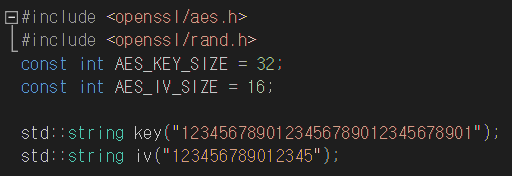 #include <openssl/aes.h>
#include <openssl/rand.h>
const int AES_KEY_SIZE = 32;
const int AES_IV_SIZE = 16;
std::string key("1234567890123456789012345678901");
std::string iv("123456789012345");